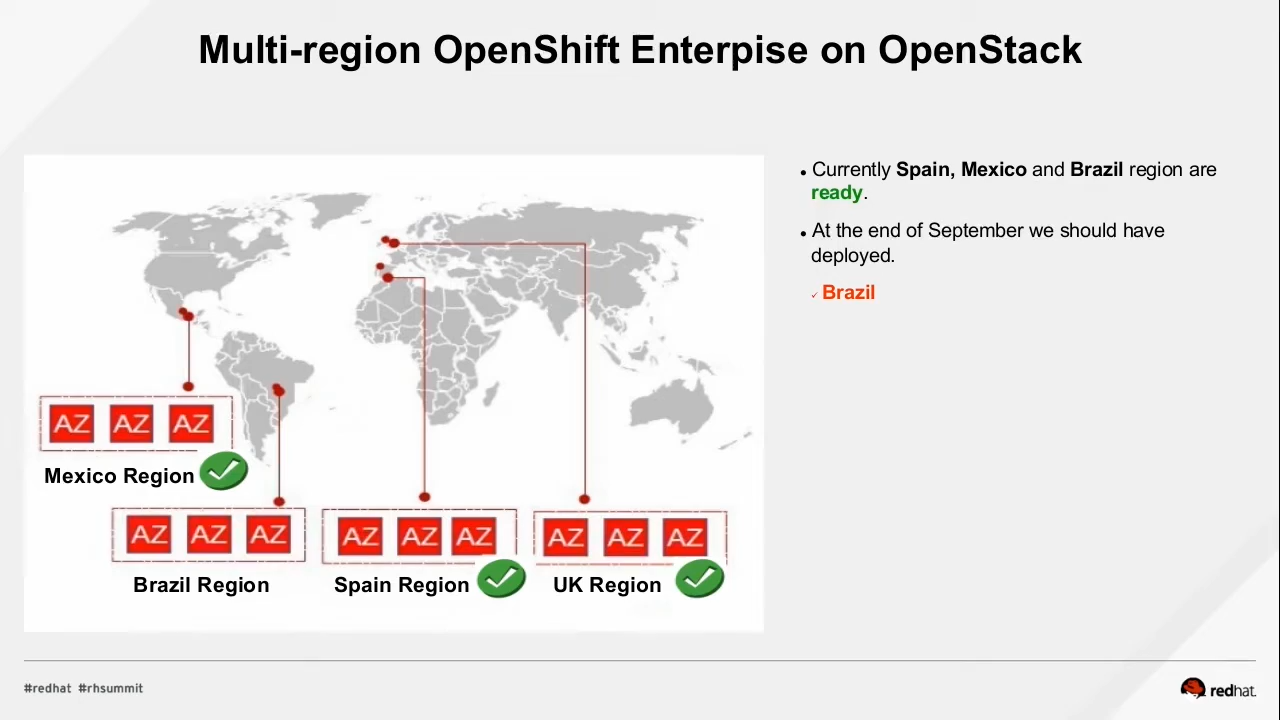 Multi-region OpenShift Enterpise on OpenStack
• Currently Spain, Mexico and Brazil region are
ready.
• At the end of September we should have
deployed.
✓ Brazil
AZ AZ AZ
Mexico Region
AZ AZ AZ
Brazil Region
AZ AZ AZ
Spain Region
AZ AZ AZ
UK Region
#redhat #rhsummit
redhat.